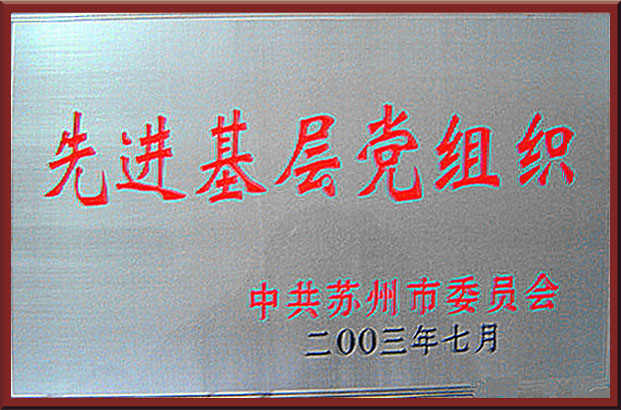 先进基层党组织
中共苏州市委员会
二00三年七月